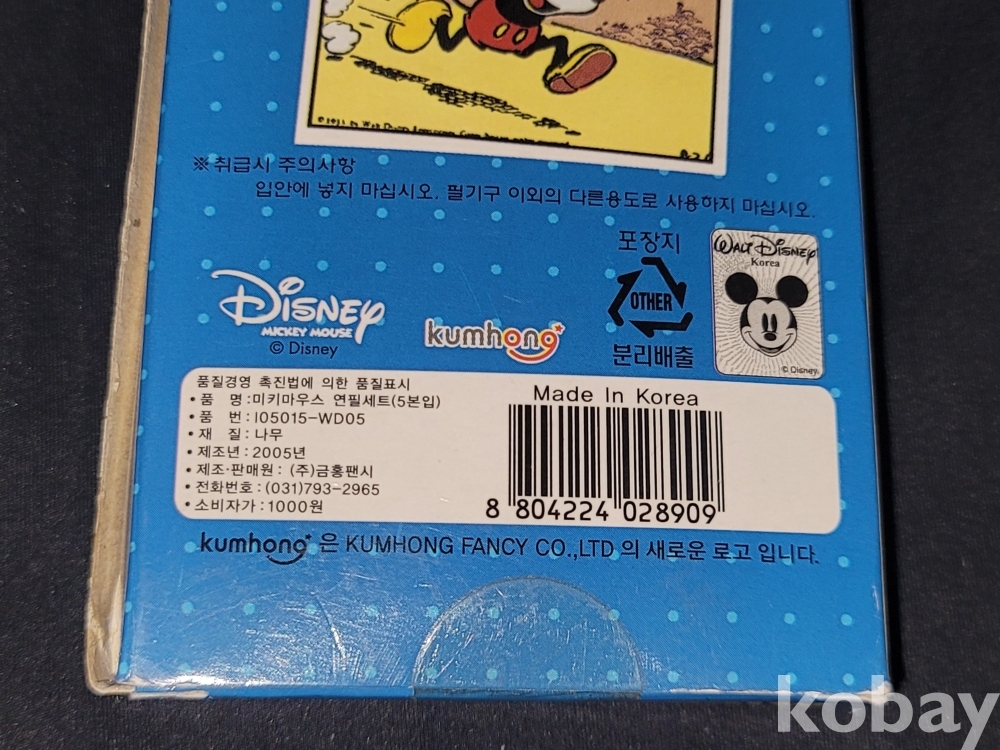 ※취급시 주의사항
입안에 넣지 마십시오. 필기구 이외의 다른용도로 사용하지 마십시오.
포장지
OTHER
분리배출
WALT DISNEY
Korea
© Disney
DISNEY
MICKEY MOUSE
© Disney
kumhong
품질경영 촉진법에 의한 품질표시
• 품 명:미키마우스 연필세트(5본입)
• 품 번:I05015-WD05
• 재 질:나무
• 제조년:2005년
• 제조·판매원: (주)금홍팬시
• 전화번호:(031)793-2965
• 소비자가:1000원
Made In Korea
8 804224 028909
kumhong 은 KUMHONG FANCY CO.,LTD 의 새로운 로고 입니다.
kobay